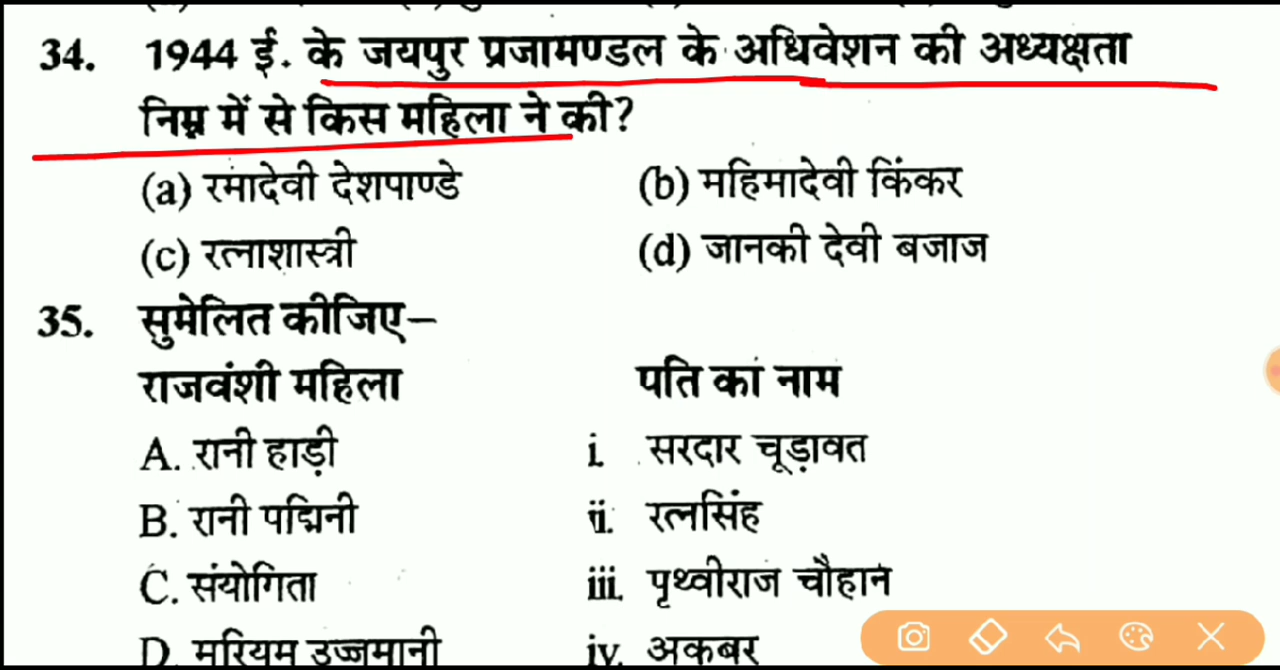 34. 1944 ई. के जयपुर प्रजामण्डल के अधिवेशन की अध्यक्षता
निम्न में से किस महिला ने की?
(a) रमादेवी देशपाण्डे (b) महिमादेवी किंकर
(c) रत्नाशास्त्री (d) जानकी देवी बजाज
35. सुमेलित कीजिए–
राजवंशी महिला पति का नाम
A. रानी हाड़ी i. सरदार चूड़ावत
B. रानी पद्मिनी ii. रत्नसिंह
C. संयोगिता iii. पृथ्वीराज चौहान
D. मरियम उज्जमानी iv. अकबर